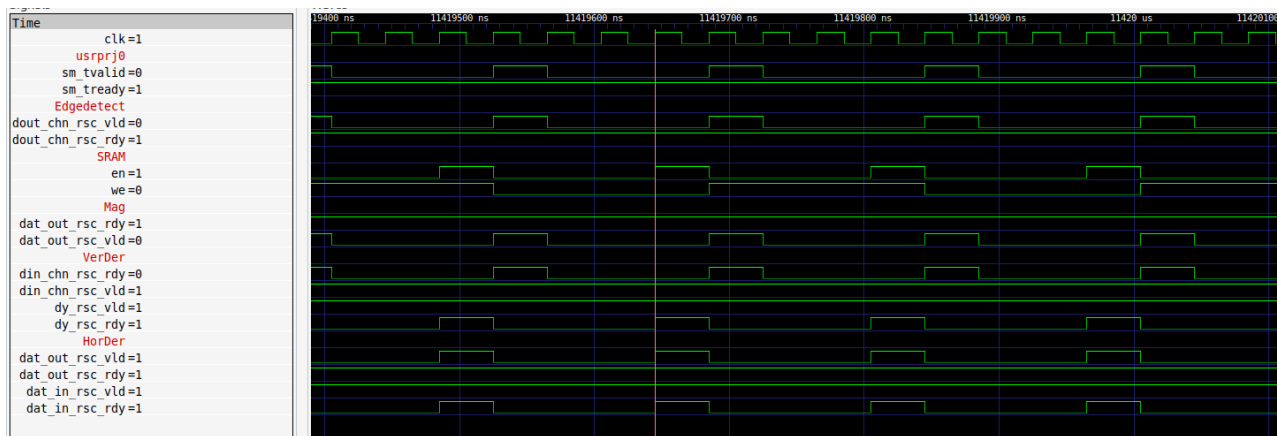 Time
19400 ns 11419500 ns 11419600 ns 11419700 ns 11419800 ns 11419900 ns 11420 us 1142010
clk=1
usrprj0
sm_tvalid=0
sm_tready=1
Edgedetect
dout_chn_rsc_vld=0
dout_chn_rsc_rdy=1
SRAM
en=1
we=0
Mag
dat_out_rsc_rdy=1
dat_out_rsc_vld=0
VerDer
din_chn_rsc_rdy=0
din_chn_rsc_vld=1
dy_rsc_vld=1
dy_rsc_rdy=1
HorDer
dat_out_rsc_vld=1
dat_out_rsc_rdy=1
dat_in_rsc_vld=1
dat_in_rsc_rdy=1